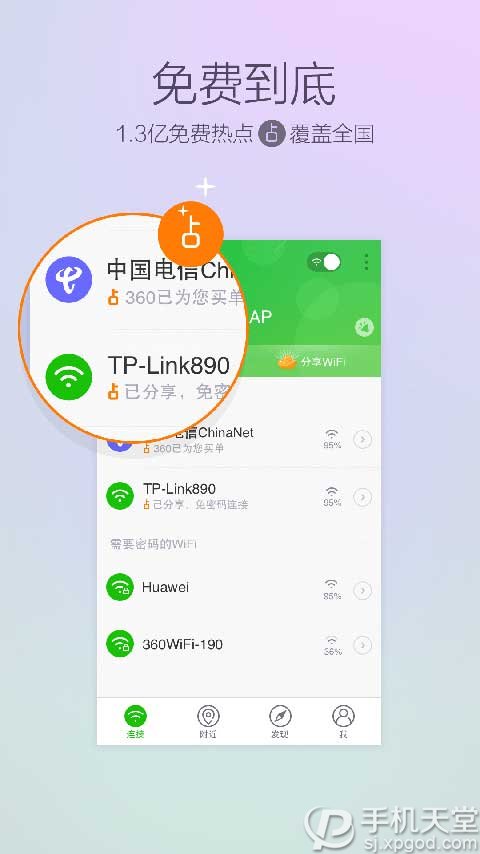 免费到底
1.3亿免费热点 覆盖全国
中国电信Chi
360已为您买单
TP-Link890
已分享，免密
AP
分享WiFi
电信ChinaNet
360已为您买单
95%
TP-Link890
已分享，免密码连接
95%
需要密码的WiFi
Huawei
95%
360WiFi-190
36%
连接
附近
发现
我
手机天堂
sj.xpgod.com